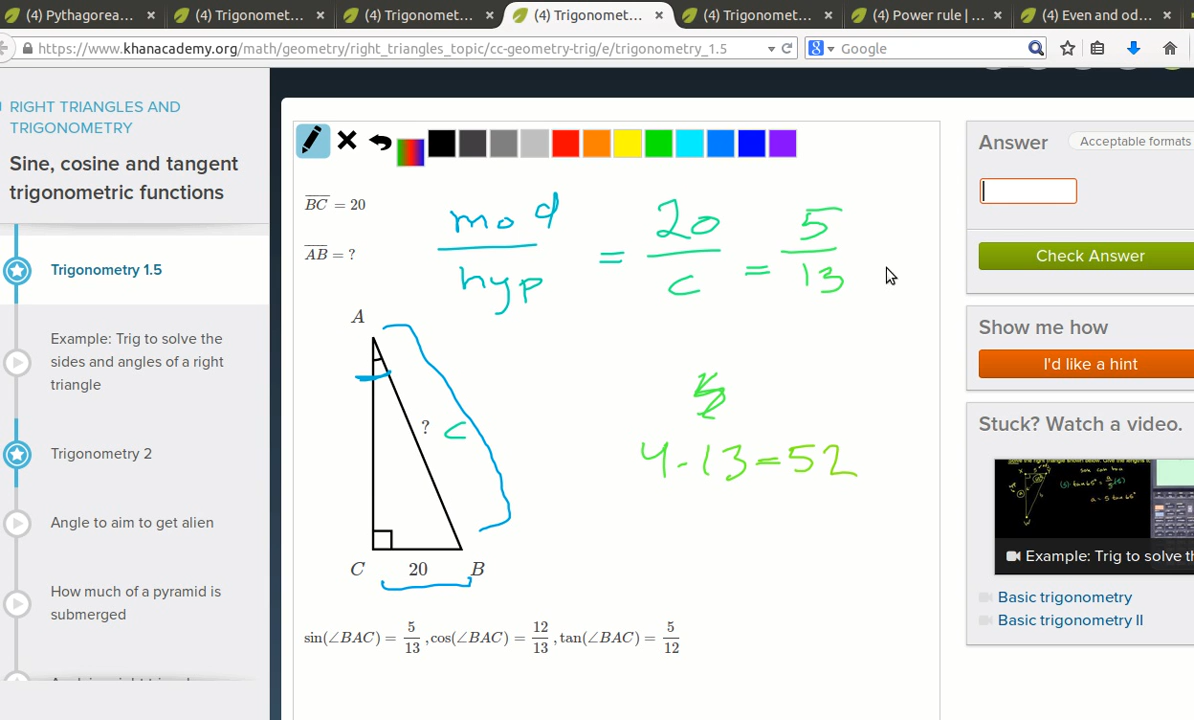 (4) Pythagorea...
(4) Trigonomet...
(4) Trigonomet...
(4) Trigonomet...
(4) Trigonomet...
(4) Power rule | ...
(4) Even and od...
https://www.khanacademy.org/math/geometry/right_triangles_topic/cc-geometry-trig/e/trigonometry_1.5
Google
RIGHT TRIANGLES AND
TRIGONOMETRY
Sine, cosine and tangent
trigonometric functions
Trigonometry 1.5
Example: Trig to solve the
sides and angles of a right
triangle
Trigonometry 2
Angle to aim to get alien
How much of a pyramid is
submerged
BC = 20
AB = ?
mod/hyp = 20/c = 5/13
4·13=52
A
? c
C 20 B
sin(∠BAC) = 5/13, cos(∠BAC) = 12/13, tan(∠BAC) = 5/12
Answer
Acceptable formats
Check Answer
Show me how
I'd like a hint
Stuck? Watch a video.
Example: Trig to solve th
Basic trigonometry
Basic trigonometry II